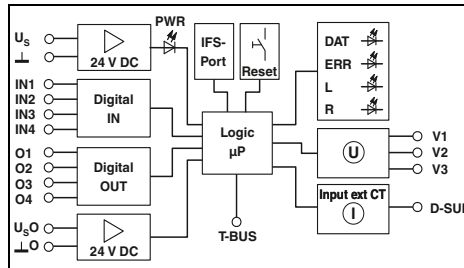 PWR
US
⊥
24 V DC
IFS-
Port
Reset
DAT
ERR
L
R
IN1
IN2
IN3
IN4
Digital
IN
Logic
µP
O1
O2
O3
O4
Digital
OUT
U
V1
V2
V3
Input ext CT
I
D-SUB
USO
⊥O
24 V DC
T-BUS